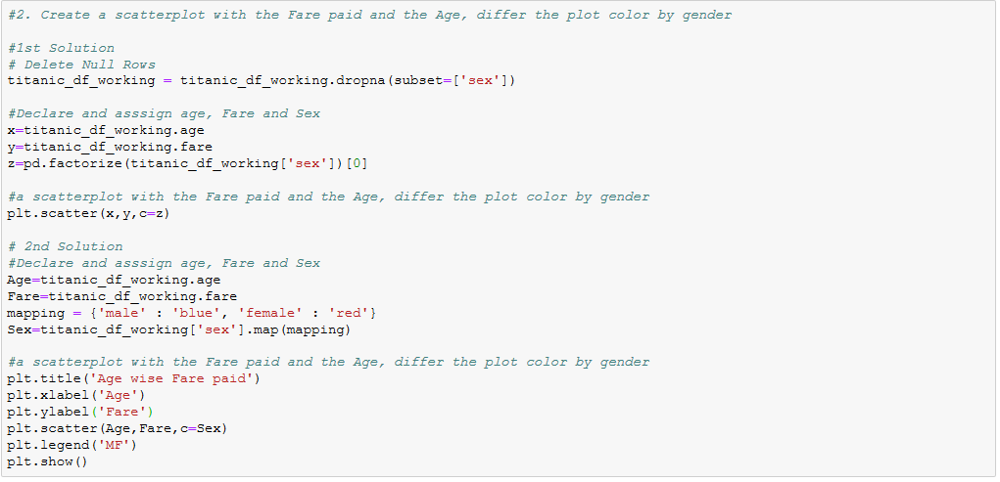 #2. Create a scatterplot with the Fare paid and the Age, differ the plot color by gender
#1st Solution
# Delete Null Rows
titanic_df_working = titanic_df_working.dropna(subset=['sex'])
#Declare and asssign age, Fare and Sex
x=titanic_df_working.age
y=titanic_df_working.fare
z=pd.factorize(titanic_df_working['sex'])[0]
#a scatterplot with the Fare paid and the Age, differ the plot color by gender
plt.scatter(x,y,c=z)
# 2nd Solution
#Declare and asssign age, Fare and Sex
Age=titanic_df_working.age
Fare=titanic_df_working.fare
mapping = {'male' : 'blue', 'female' : 'red'}
Sex=titanic_df_working['sex'].map(mapping)
#a scatterplot with the Fare paid and the Age, differ the plot color by gender
plt.title('Age wise Fare paid')
plt.xlabel('Age')
plt.ylabel('Fare')
plt.scatter(Age,Fare,c=Sex)
plt.legend('MF')
plt.show()